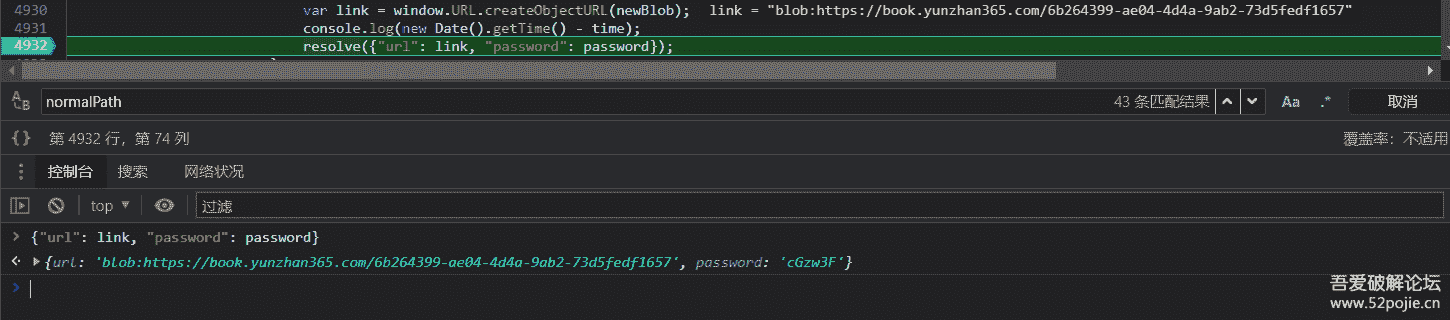 4930 var link = window.URL.createObjectURL(newBlob); link = "blob:https://book.yunzhan365.com/6b264399-ae04-4d4a-9ab2-73d5fedf1657"
4931 console.log(new Date().getTime() - time);
4932 resolve({"url": link, "password": password});
normalPath 43 条匹配结果 Aa .* 取消
{} 第 4932 行，第 74 列 覆盖率：不适用
控制台 搜索 网络状况
top 过滤
> {"url": link, "password": password}
{url: 'blob:https://book.yunzhan365.com/6b264399-ae04-4d4a-9ab2-73d5fedf1657', password: 'cGzw3F'}
>
吾爱破解论坛
www.52pojie.cn